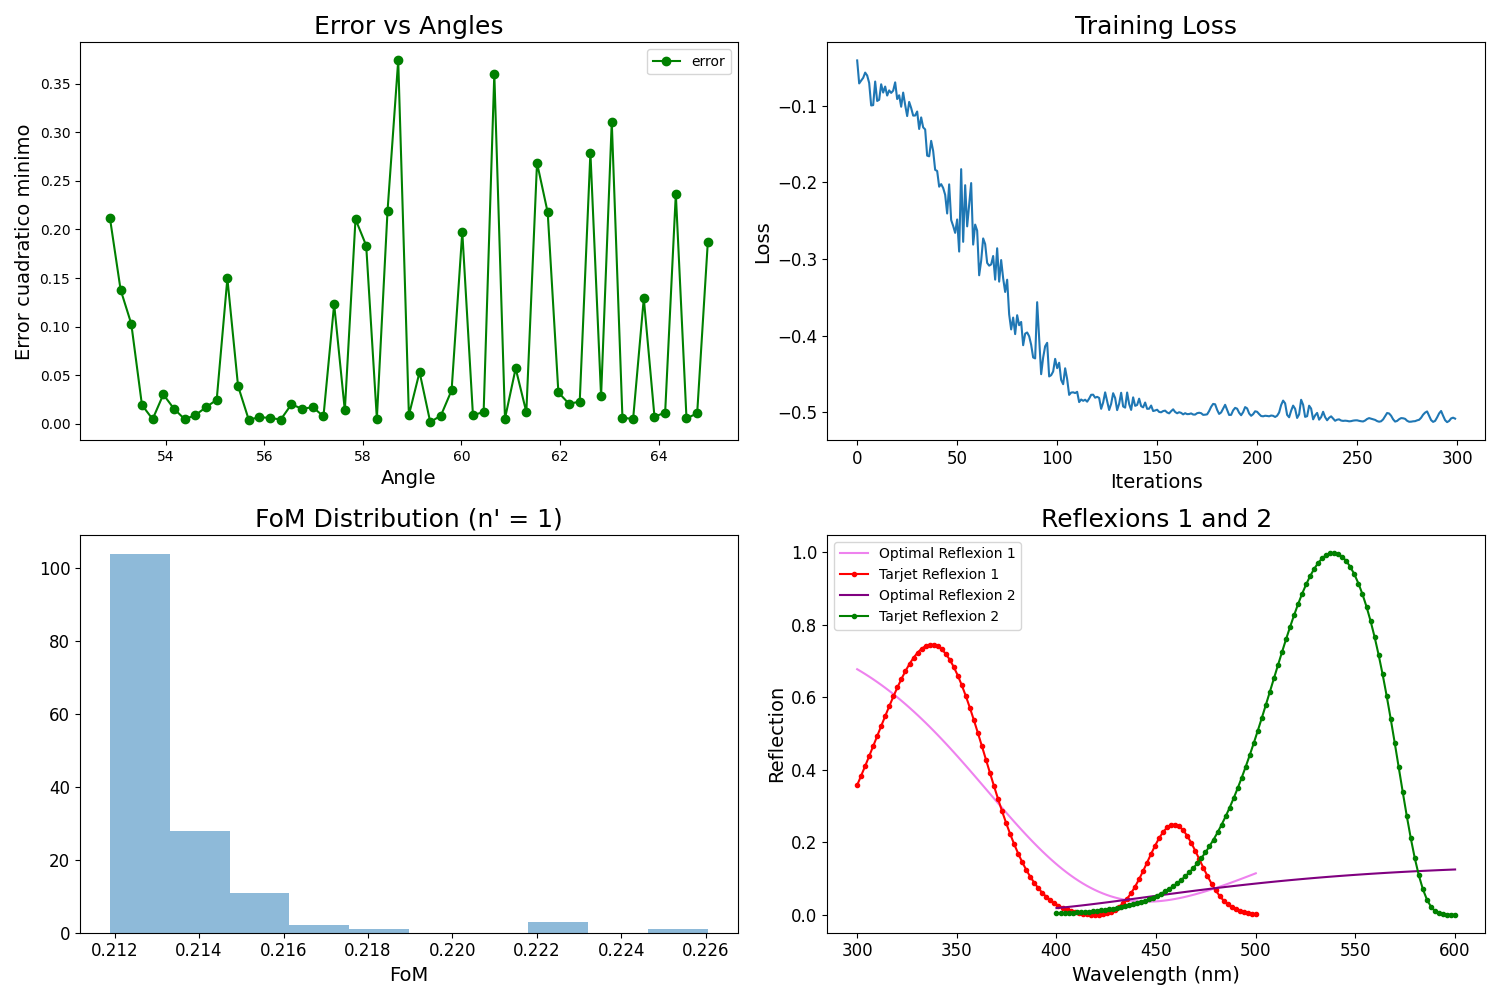 Error vs Angles
error
0.35
0.30
0.25
0.20
0.15
0.10
0.05
0.00
Error cuadratico minimo
54 56 58 60 62 64
Angle
Training Loss
−0.1
−0.2
−0.3
−0.4
−0.5
Loss
0 50 100 150 200 250 300
Iterations
FoM Distribution (n' = 1)
100
80
60
40
20
0
0.212 0.214 0.216 0.218 0.220 0.222 0.224 0.226
FoM
Reflexions 1 and 2
Optimal Reflexion 1
Tarjet Reflexion 1
Optimal Reflexion 2
Tarjet Reflexion 2
1.0
0.8
0.6
0.4
0.2
0.0
Reflection
300 350 400 450 500 550 600
Wavelength (nm)